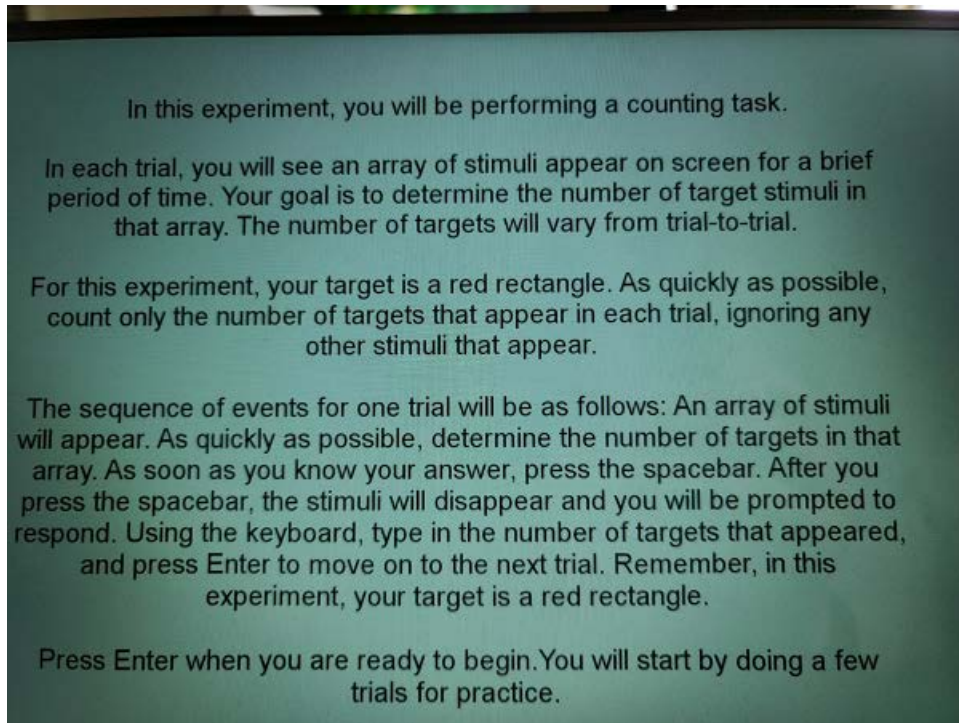 In this experiment, you will be performing a counting task.
In each trial, you will see an array of stimuli appear on screen for a brief
period of time. Your goal is to determine the number of target stimuli in
that array. The number of targets will vary from trial-to-trial.
For this experiment, your target is a red rectangle. As quickly as possible,
count only the number of targets that appear in each trial, ignoring any
other stimuli that appear.
The sequence of events for one trial will be as follows: An array of stimuli
will appear. As quickly as possible, determine the number of targets in that
array. As soon as you know your answer, press the spacebar. After you
press the spacebar, the stimuli will disappear and you will be prompted to
respond. Using the keyboard, type in the number of targets that appeared,
and press Enter to move on to the next trial. Remember, in this
experiment, your target is a red rectangle.
Press Enter when you are ready to begin.You will start by doing a few
trials for practice.